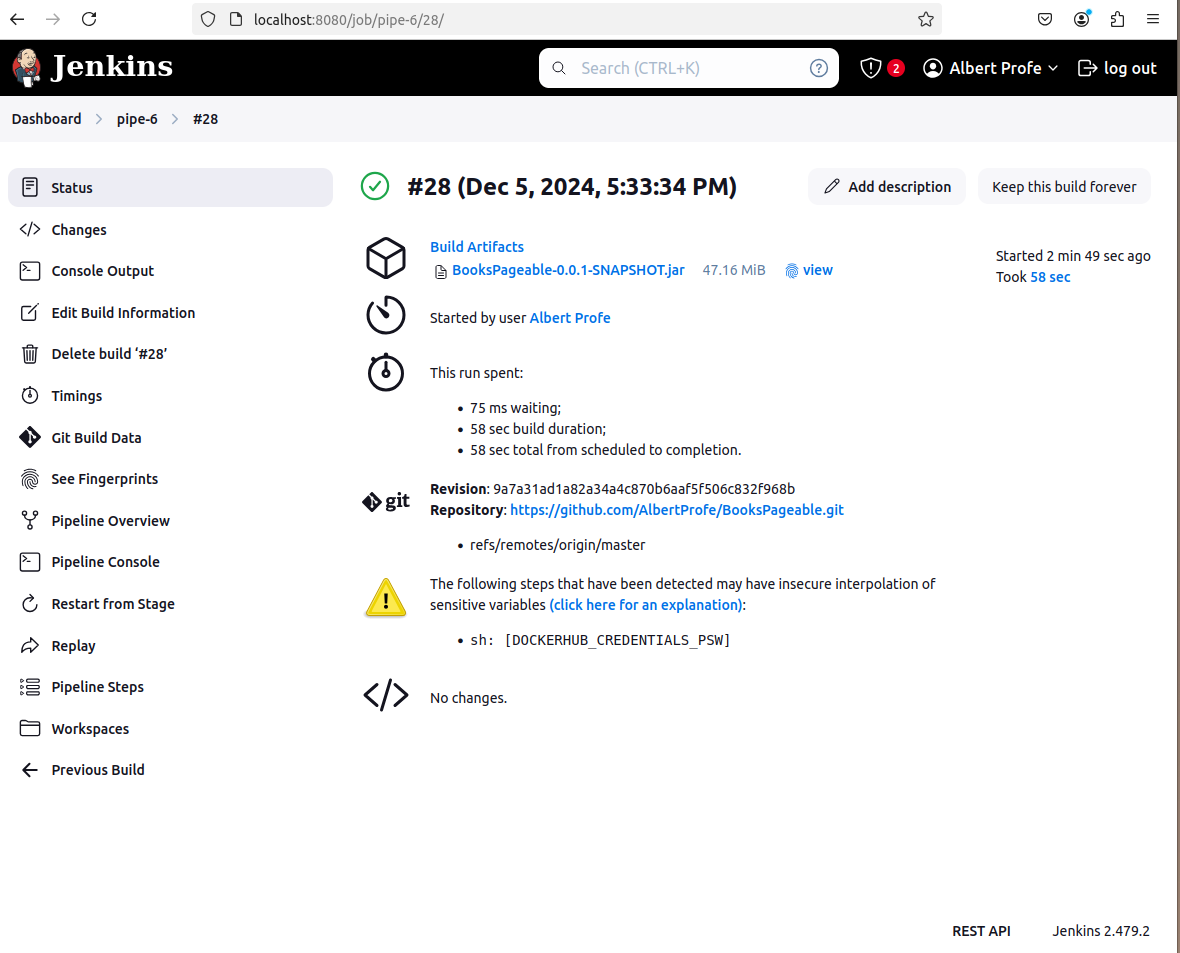 localhost:8080/job/pipe-6/28/
Jenkins
Search (CTRL+K)
?
2
Albert Profe
log out
Dashboard
pipe-6
#28
Status
Changes
Console Output
Edit Build Information
Delete build ‘#28’
Timings
Git Build Data
See Fingerprints
Pipeline Overview
Pipeline Console
Restart from Stage
Replay
Pipeline Steps
Workspaces
Previous Build
#28 (Dec 5, 2024, 5:33:34 PM)
Add description
Keep this build forever
Build Artifacts
BooksPageable-0.0.1-SNAPSHOT.jar 47.16 MiB view
Started 2 min 49 sec ago
Took 58 sec
Started by user Albert Profe
This run spent:
75 ms waiting;
58 sec build duration;
58 sec total from scheduled to completion.
git
Revision: 9a7a31ad1a82a34a4c870b6aaf5f506c832f968b
Repository: https://github.com/AlbertProfe/BooksPageable.git
refs/remotes/origin/master
The following steps that have been detected may have insecure interpolation of
sensitive variables (click here for an explanation):
sh: [DOCKERHUB_CREDENTIALS_PSW]
No changes.
REST API
Jenkins 2.479.2